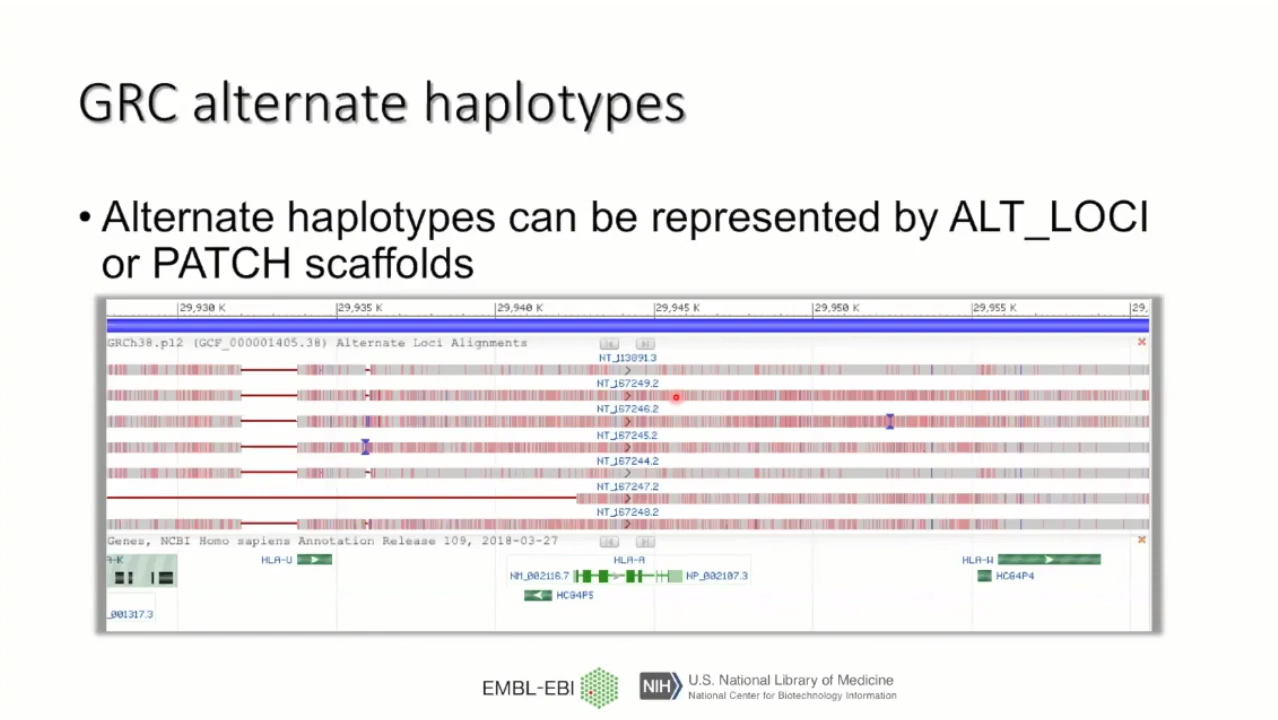 GRC alternate haplotypes
• Alternate haplotypes can be represented by ALT_LOCI
or PATCH scaffolds
29,930 K
29,935 K
29,940 K
29,945 K
29,950 K
29,955 K
29,
GRCh38.p12 (GCF_000001405.38) Alternate Loci Alignments
NT_113891.3
NT_167249.2
NT_167246.2
NT_167245.2
NT_167244.2
NT_167247.2
NT_167248.2
Genes, NCBI Homo sapiens Annotation Release 109, 2018-03-27
A-K
HLA-U
HLA-A
HLA-W
NM_002116.7
NP_002107.3
HCG4P4
HCG4P5
_001317.3
EMBL-EBI
NIH
U.S. National Library of Medicine
National Center for Biotechnology Information